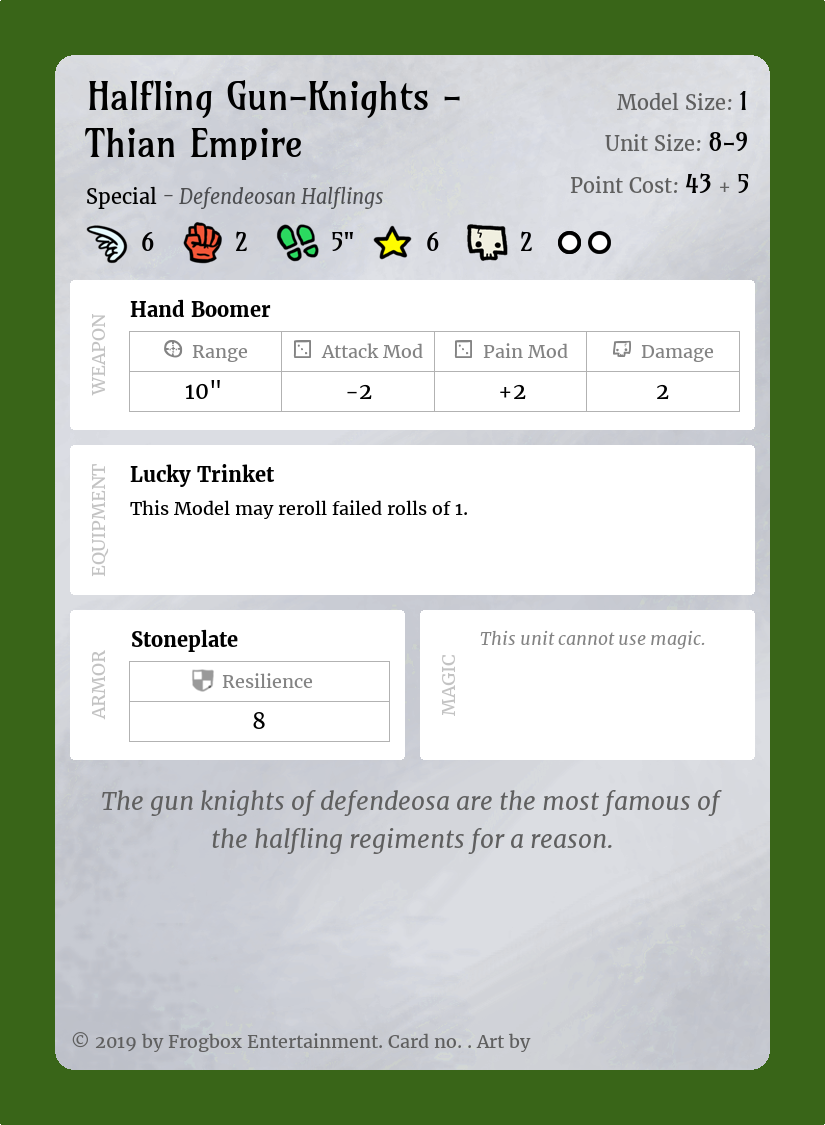 Halfling Gun-Knights -
Thian Empire
Model Size: 1
Unit Size: 8-9
Point Cost: 43 + 5
Special - Defendeosan Halflings
6 2 5" 6 2
WEAPON
Hand Boomer
Range Attack Mod Pain Mod Damage
10" -2 +2 2
EQUIPMENT
Lucky Trinket
This Model may reroll failed rolls of 1.
ARMOR
Stoneplate
Resilience
8
MAGIC
This unit cannot use magic.
The gun knights of defendeosa are the most famous of
the halfling regiments for a reason.
© 2019 by Frogbox Entertainment. Card no. . Art by